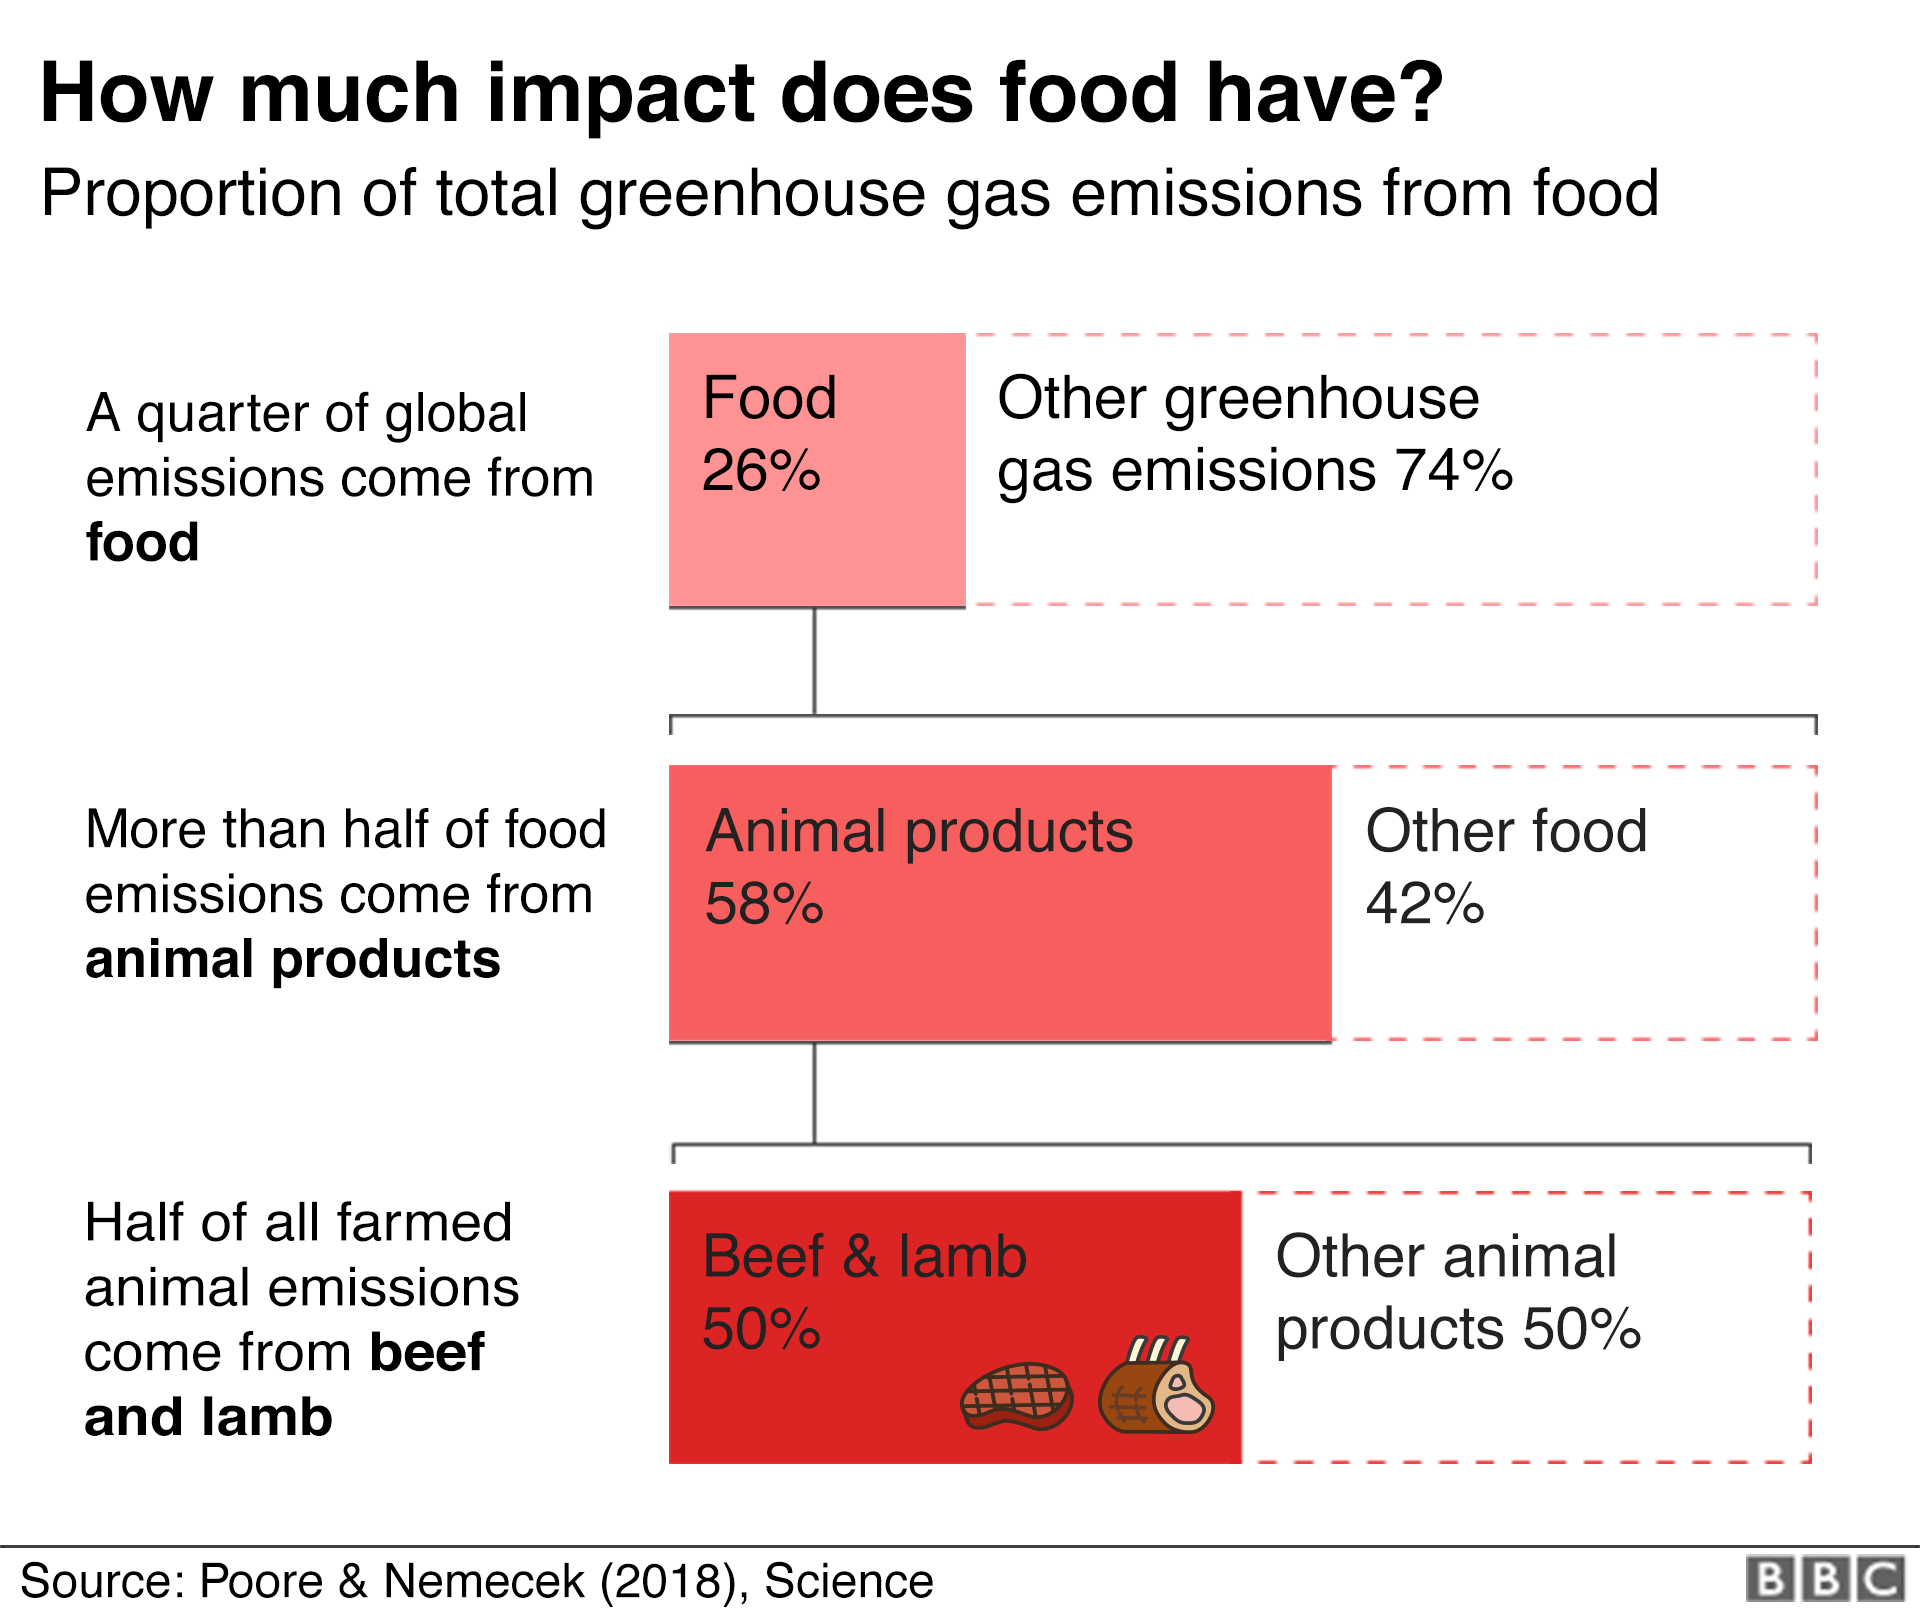 How much impact does food have?
Proportion of total greenhouse gas emissions from food
A quarter of global
emissions come from
food
Food
26%
Other greenhouse
gas emissions 74%
More than half of food
emissions come from
animal products
Animal products
58%
Other food
42%
Half of all farmed
animal emissions
come from beef
and lamb
Beef & lamb
50%
Other animal
products 50%
Source: Poore & Nemecek (2018), Science
BBC